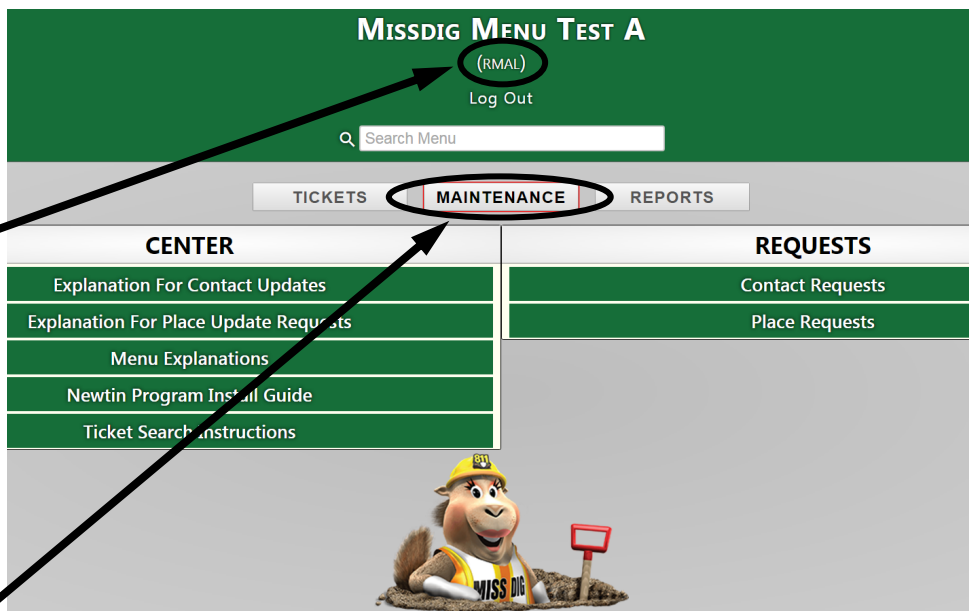 MISSDIG MENU TEST A
(RMAL)
Log Out
Search Menu
TICKETS MAINTENANCE REPORTS
CENTER
Explanation For Contact Updates
Explanation For Place Update Requests
Menu Explanations
Newtin Program Install Guide
Ticket Search Instructions
REQUESTS
Contact Requests
Place Requests
811
MISS DIG